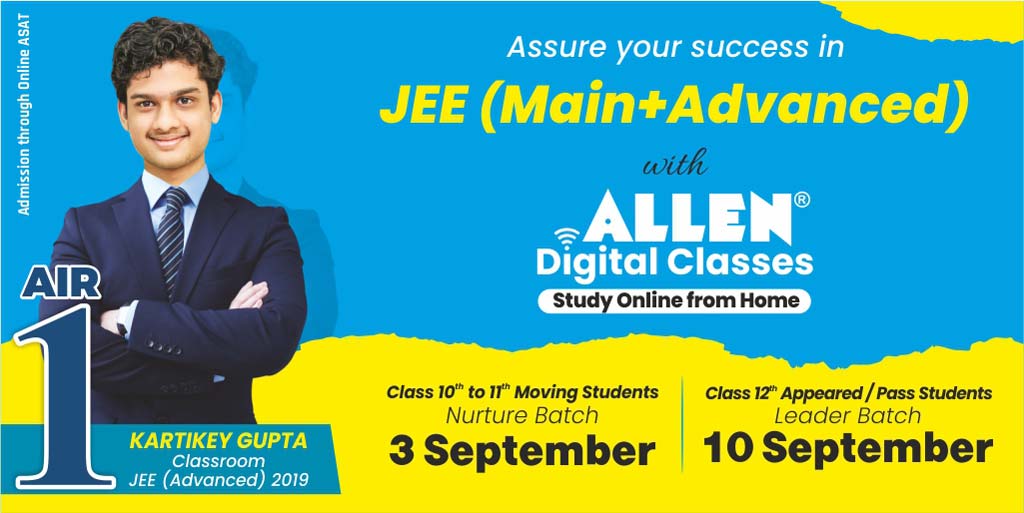 Admission through Online ASAT
Assure your success in
JEE (Main+Advanced)
with
ALLEN®
Digital Classes
Study Online from Home
AIR
1
KARTIKEY GUPTA
Classroom
JEE (Advanced) 2019
Class 10th to 11th Moving Students
Nurture Batch
3 September
Class 12th Appeared / Pass Students
Leader Batch
10 September